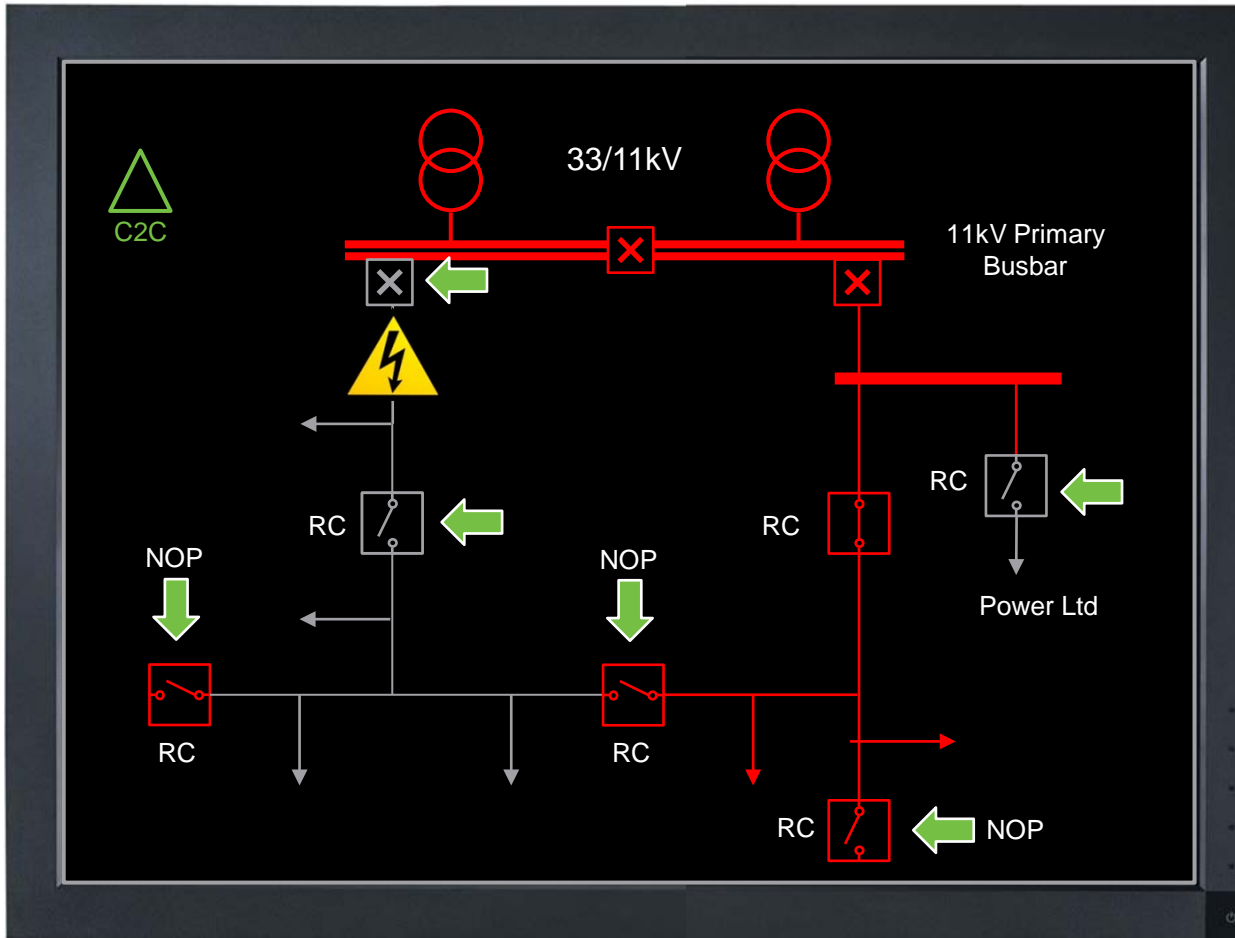 33/11kV
C2C
11kV Primary
Busbar
RC
RC
RC
NOP
NOP
Power Ltd
RC
RC
RC
NOP